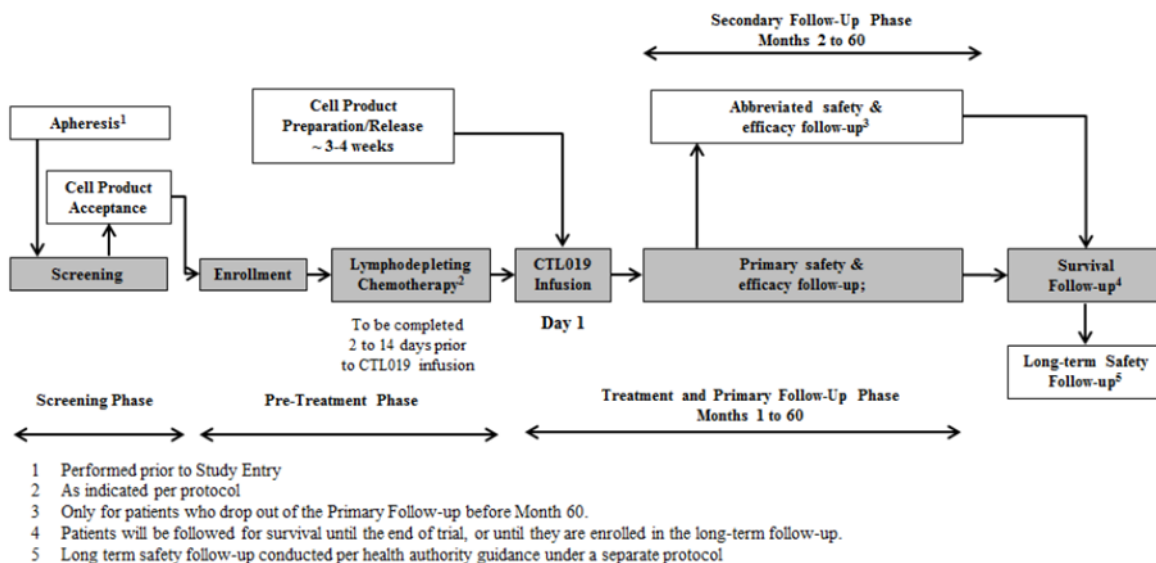 Secondary Follow-Up Phase
Months 2 to 60
Apheresis1
Cell Product
Preparation/Release
~ 3-4 weeks
Abbreviated safety &
efficacy follow-up3
Cell Product
Acceptance
Screening
Enrollment
Lymphodepleting
Chemotherapy2
CTL019
Infusion
Primary safety &
efficacy follow-up;
Survival
Follow-up4
To be completed
2 to 14 days prior
to CTL019 infusion
Day 1
Long-term Safety
Follow-up5
Screening Phase
Pre-Treatment Phase
Treatment and Primary Follow-Up Phase
Months 1 to 60
1 Performed prior to Study Entry
2 As indicated per protocol
3 Only for patients who drop out of the Primary Follow-up before Month 60.
4 Patients will be followed for survival until the end of trial, or until they are enrolled in the long-term follow-up.
5 Long term safety follow-up conducted per health authority guidance under a separate protocol